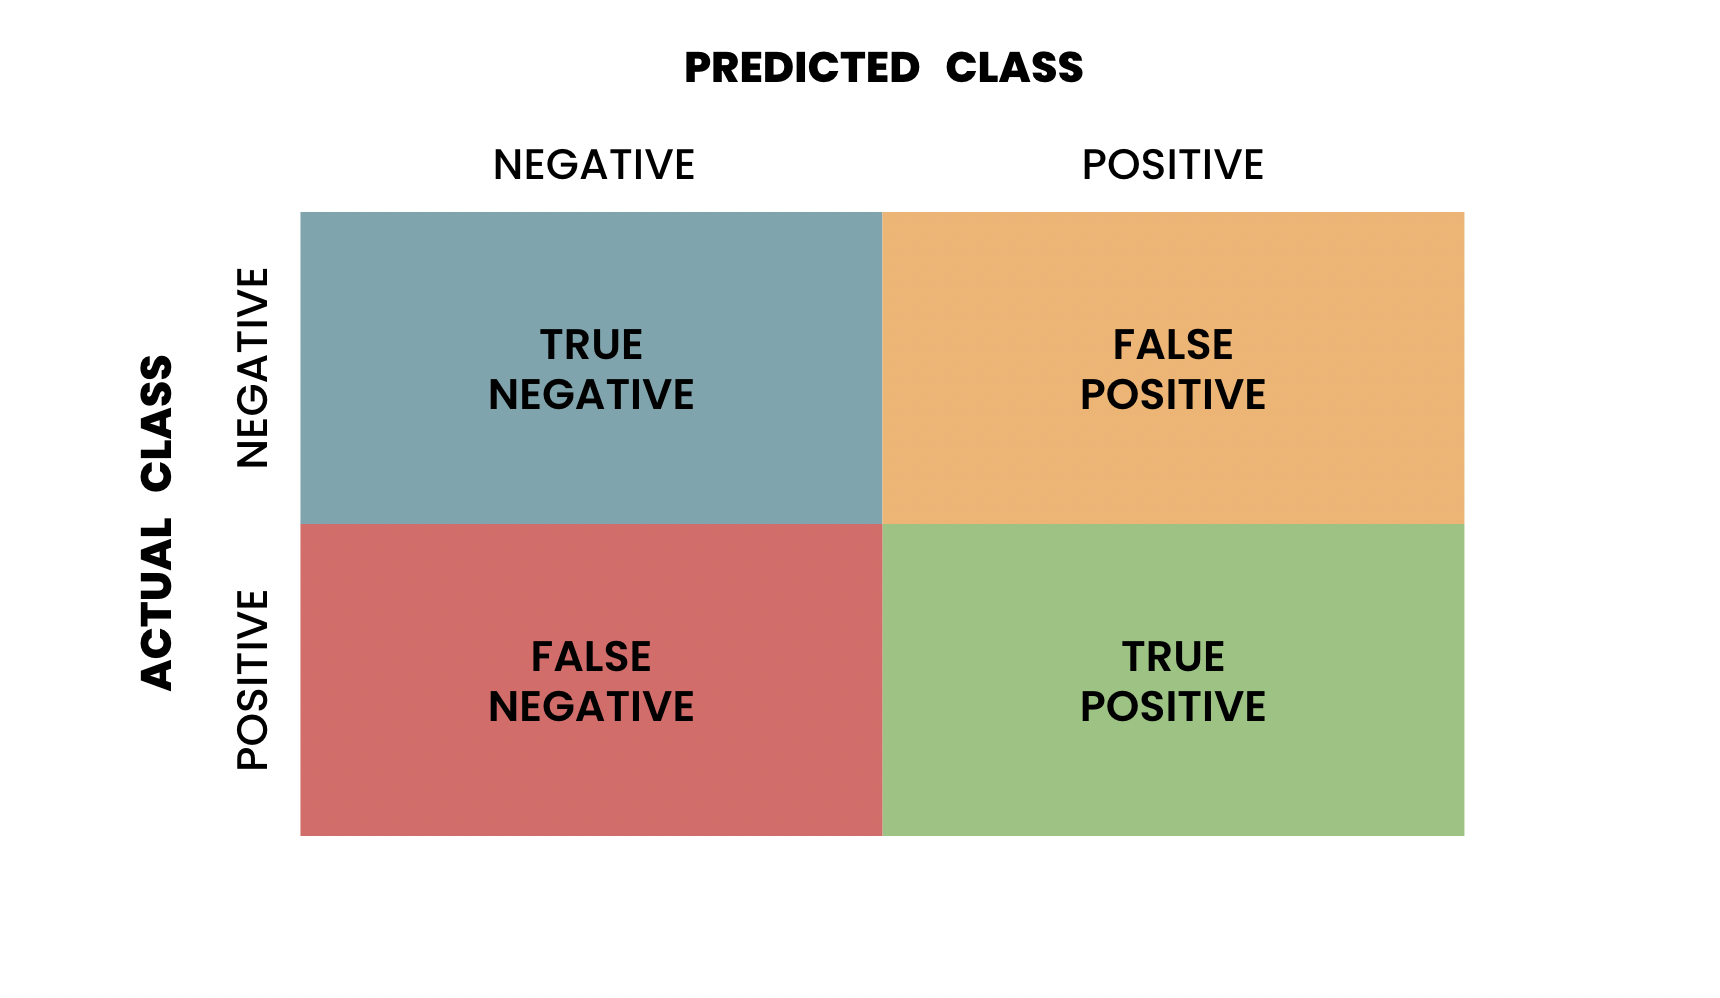 PREDICTED CLASS
NEGATIVE
POSITIVE
ACTUAL CLASS
NEGATIVE
TRUE
NEGATIVE
FALSE
POSITIVE
POSITIVE
FALSE
NEGATIVE
TRUE
POSITIVE